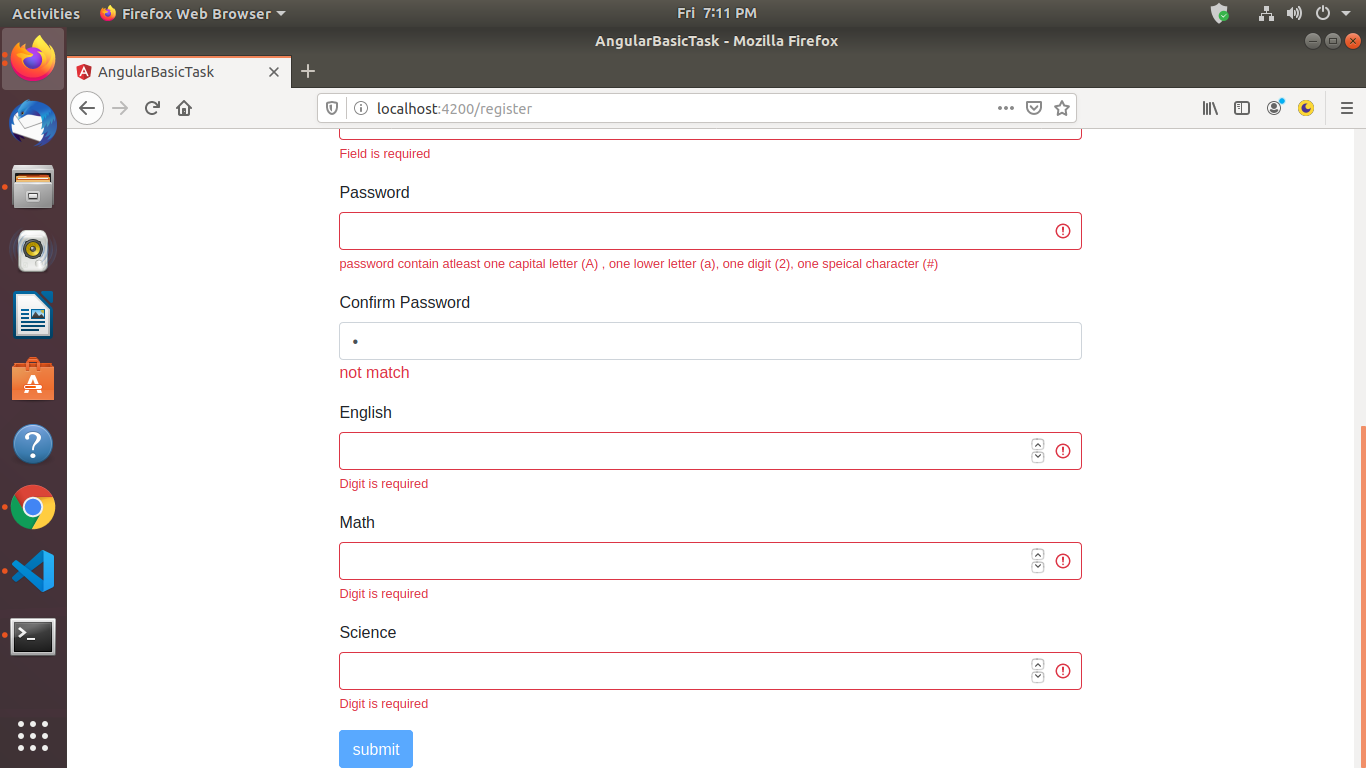 Activities
Firefox Web Browser
Fri 7:11 PM
AngularBasicTask - Mozilla Firefox
AngularBasicTask
localhost:4200/register
Field is required
Password
password contain atleast one capital letter (A) , one lower letter (a), one digit (2), one speical character (#)
Confirm Password
not match
English
Digit is required
Math
Digit is required
Science
Digit is required
submit